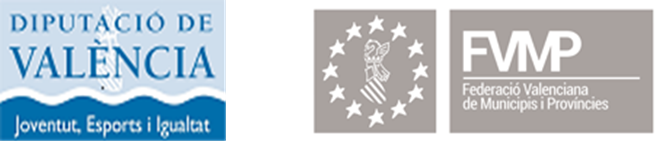 DIPUTACIÓ DE
VALÈNCIA
Joventut, Esports i Igualtat
FVMP
Federació Valenciana
de Municipis i Províncies